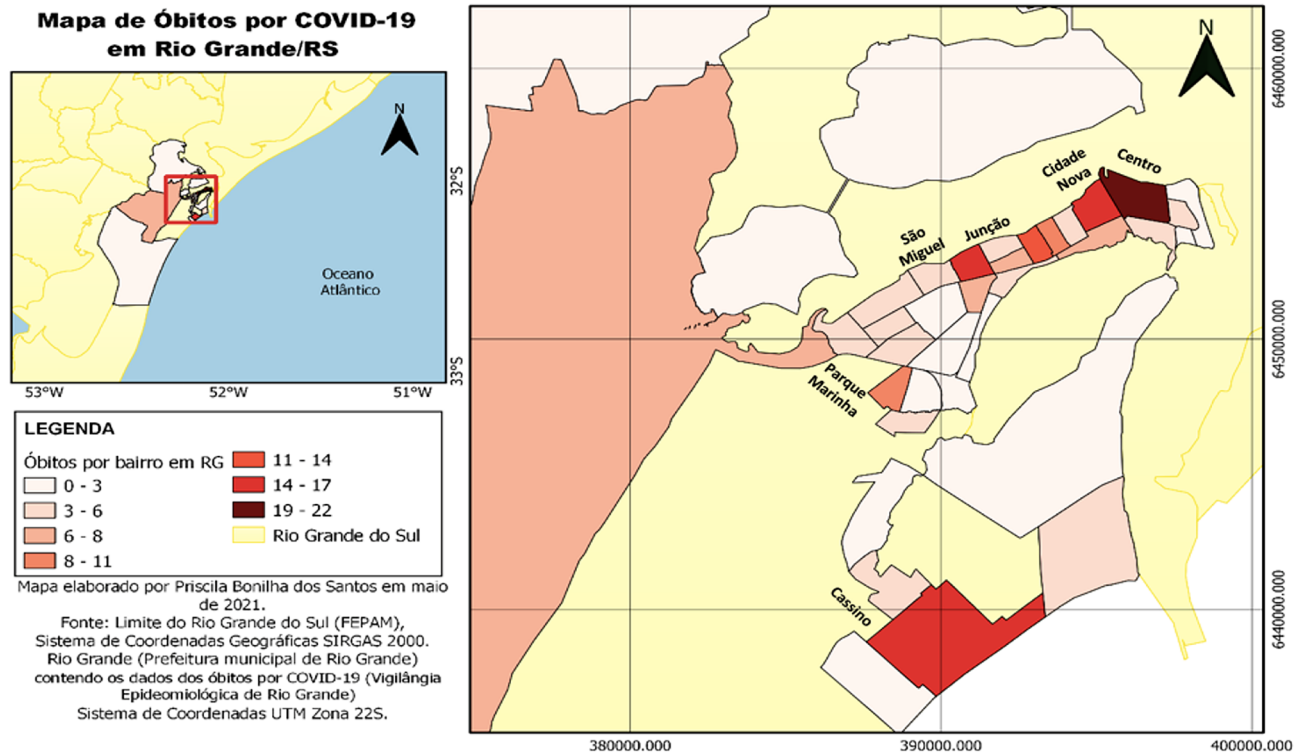 Mapa de Óbitos por COVID-19
em Rio Grande/RS
N
Oceano
Atlântico
32°S
33°S
53°W
52°W
51°W
LEGENDA
Óbitos por bairro em RG
0 - 3
3 - 6
6 - 8
8 - 11
11 - 14
14 - 17
19 - 22
Rio Grande do Sul
Mapa elaborado por Priscila Bonilha dos Santos em maio
de 2021.
Fonte: Limite do Rio Grande do Sul (FEPAM),
Sistema de Coordenadas Geográficas SIRGAS 2000.
Rio Grande (Prefeitura municipal de Rio Grande)
contendo os dados dos óbitos por COVID-19 (Vigilângia
Epideomiológica de Rio Grande)
Sistema de Coordenadas UTM Zona 22S.
N
Centro
Cidade
Nova
Junção
São
Miguel
Parque
Marinha
Cassino
6460000.000
6450000.000
6440000.000
380000.000
390000.000
400000.000